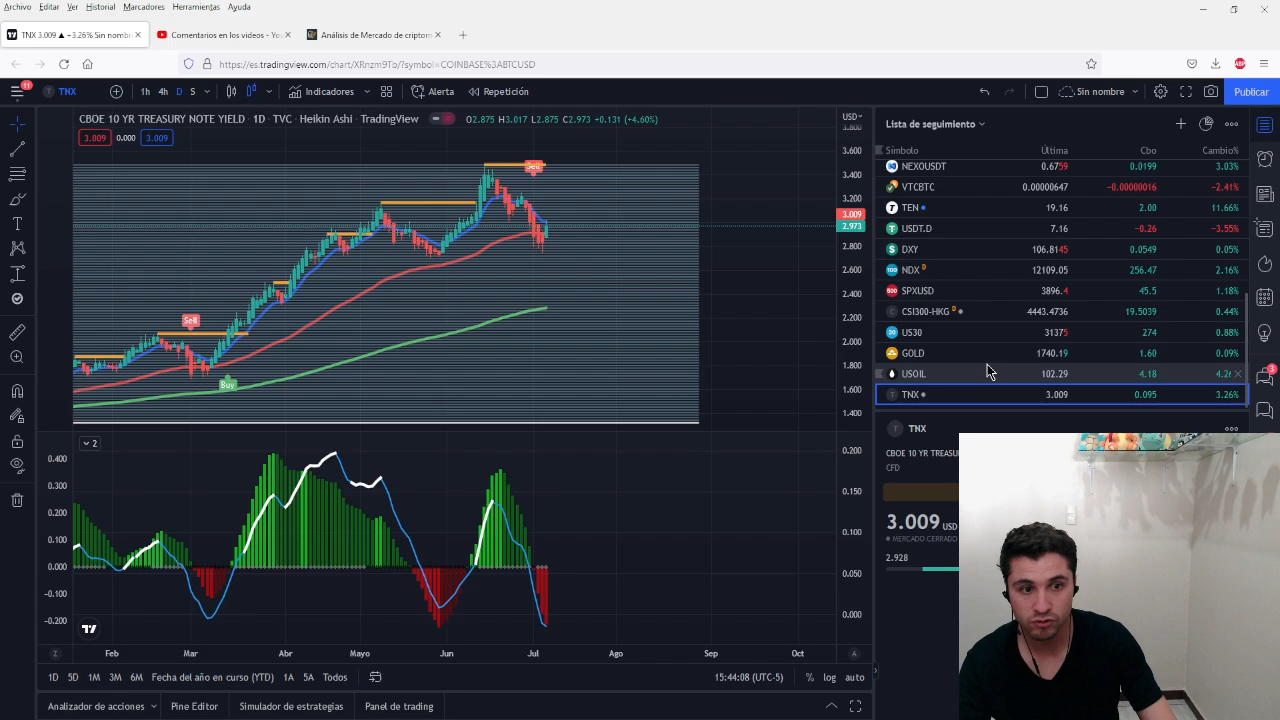 Archivo Editar Ver Historial Marcadores Herramientas Ayuda
TNX 3.009 ▲ +3.26% Sin nomb
Comentarios en los videos - Yo
Análisis de Mercado de criptom
https://es.tradingview.com/chart/XRnzm9Tb/?symbol=COINBASE%3ABTCUSD
11 TNX 1h 4h D S Indicadores Alerta Repetición Sin nombre Publicar
CBOE 10 YR TREASURY NOTE YIELD · 1D · TVC · Heikin Ashi · TradingView O2.875 H3.017 L2.875 C2.973 +0.131 (+4.60%)
3.009 0.000 3.009
USD
3.800
3.600
3.400
3.200
3.009
2.973
2.800
2.600
2.400
2.200
2.000
1.800
1.600
1.400
Sell
Sell
Buy
2
0.400
0.300
0.200
0.100
0.000
-0.100
-0.200
0.200
0.150
0.100
0.050
0.000
Z Feb Mar Abr Mayo Jun Jul Ago Sep Oct A
1D 5D 1M 3M 6M Fecha del año en curso (YTD) 1A 5A Todos 15:44:08 (UTC-5) % log auto
Analizador de acciones Pine Editor Simulador de estrategias Panel de trading
Lista de seguimiento
Símbolo Última Cbo Cambio%
NEXOUSDT 0.6759 0.0199 3.03%
VTCBTC 0.00000647 −0.00000016 −2.41%
TEN 19.16 2.00 11.66%
USDT.D 7.16 −0.26 −3.55%
DXY 106.8145 0.0549 0.05%
NDX D 12109.05 256.47 2.16%
SPXUSD 3896.4 45.5 1.18%
CSI300-HKG D 4443.4736 19.5039 0.44%
US30 31375 274 0.88%
GOLD 1740.19 1.60 0.09%
USOIL 102.29 4.18 4.2
TNX 3.009 0.095 3.26%
TNX
CBOE 10 YR TREASU
CFD
3.009 USD
MERCADO CERRADO
2.928
3